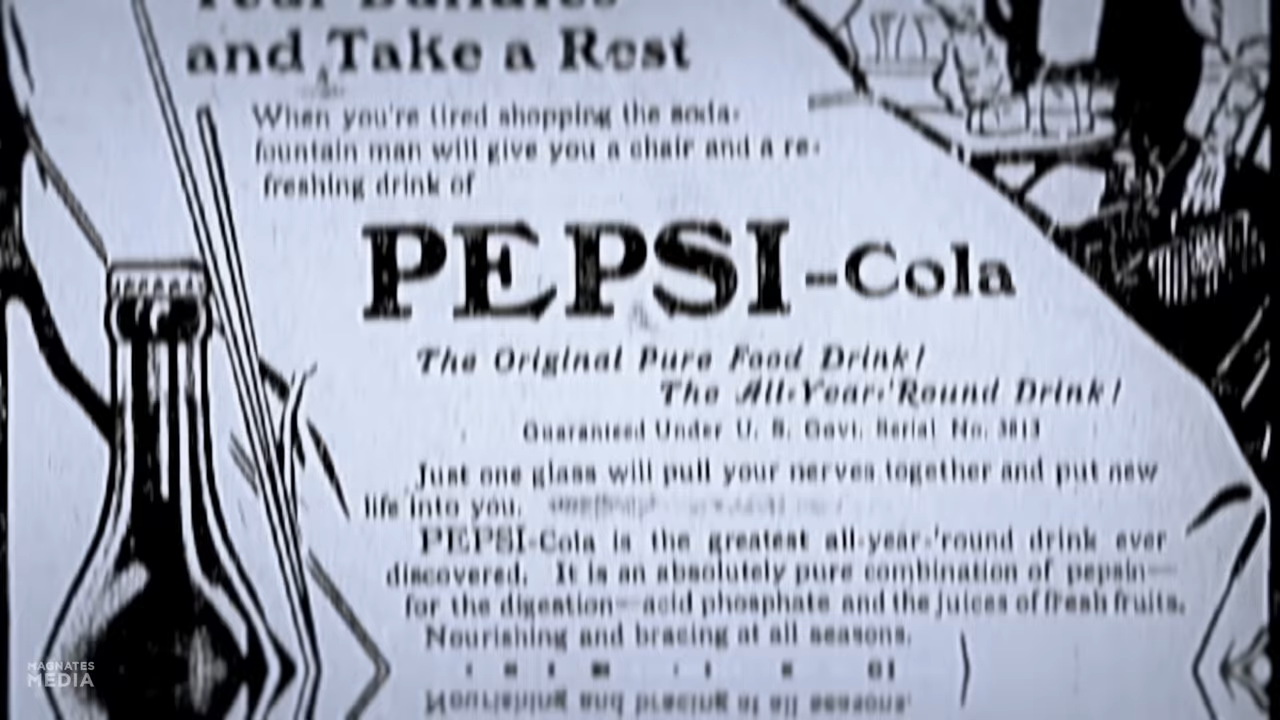 and Take a Rest
When you're tired shopping the soda-
fountain man will give you a chair and a re-
freshing drink of
PEPSI-Cola
The Original Pure Food Drink!
The All-Year-'Round Drink!
Guaranteed Under U. S. Govt. Serial No. 3813
Just one glass will pull your nerves together and put new
life into you.
PEPSI-Cola is the greatest all-year-'round drink ever
discovered. It is an absolutely pure combination of pepsin—
for the digestion—acid phosphate and the juices of fresh fruits.
Nourishing and bracing at all seasons.
MAGNATES
MEDIA